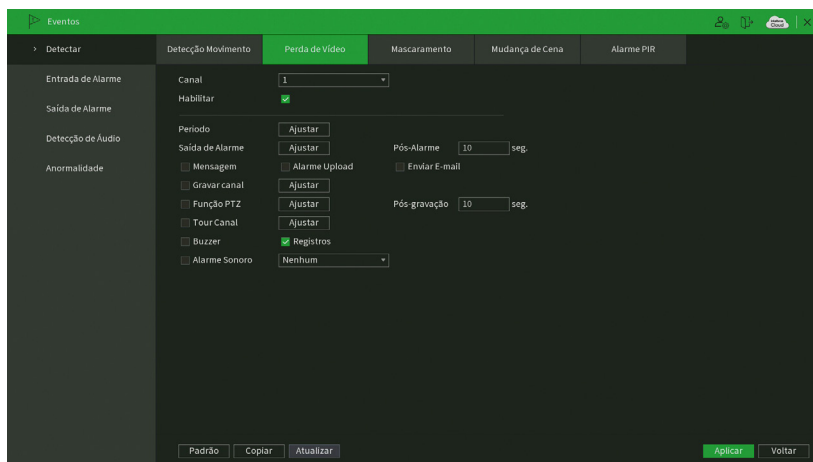 Eventos
Detectar
Detecção Movimento Perda de Vídeo Mascaramento Mudança de Cena Alarme PIR
Entrada de Alarme
Saída de Alarme
Detecção de Áudio
Anormalidade
Canal 1
Habilitar
Periodo Ajustar
Saída de Alarme Ajustar Pós-Alarme 10 seg.
Mensagem Alarme Upload Enviar E-mail
Gravar canal Ajustar
Função PTZ Ajustar Pós-gravação 10 seg.
Tour Canal Ajustar
Buzzer Registros
Alarme Sonoro Nenhum
Padrão Copiar Atualizar Aplicar Voltar